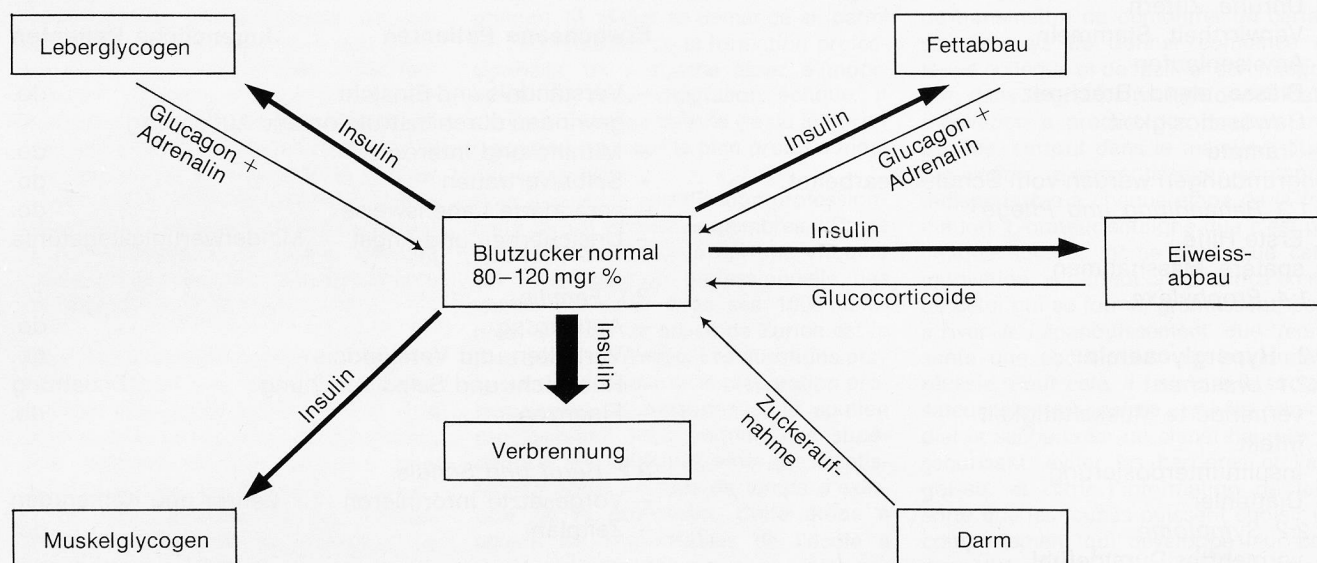 Leberglycogen
Fettabbau
Glucagon +
Adrenalin
Insulin
Insulin
Glucagon +
Adrenalin
Blutzucker normal
80–120 mgr %
Insulin
Glucocorticoide
Eiweiss-
abbau
Insulin
Insulin
Verbrennung
Zuckerauf-
nahme
Muskelglycogen
Darm